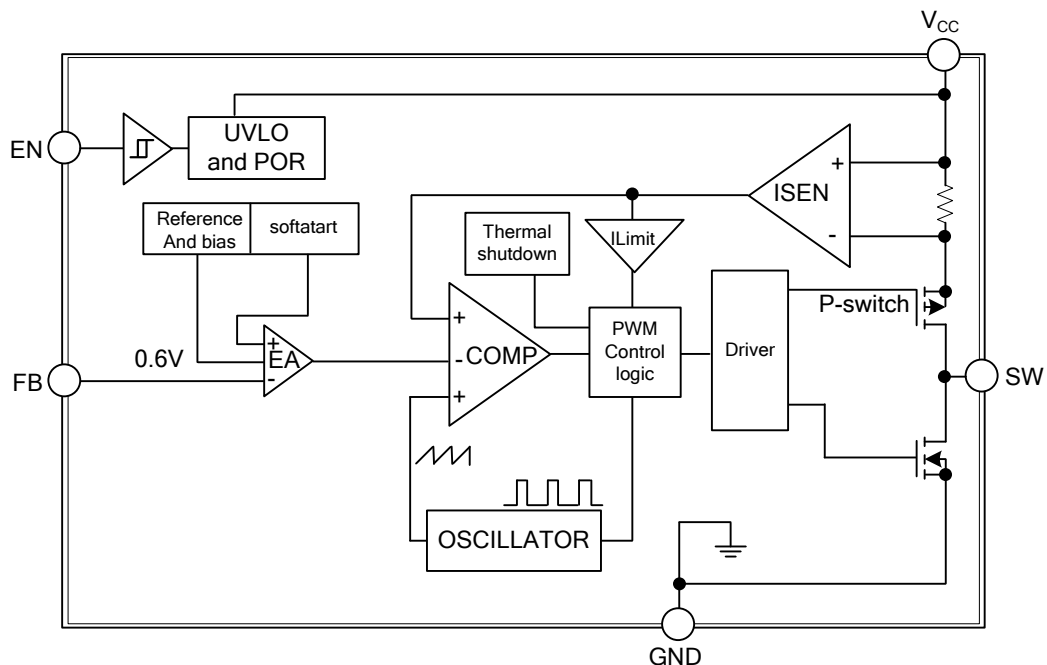 VCC
EN
UVLO
and POR
+
ISEN
-
Reference
And bias
softatart
Thermal
shutdown
ILimit
P-switch
+
EA
-
0.6V
FB
+
-COMP
+
PWM
Control
logic
Driver
SW
OSCILLATOR
GND